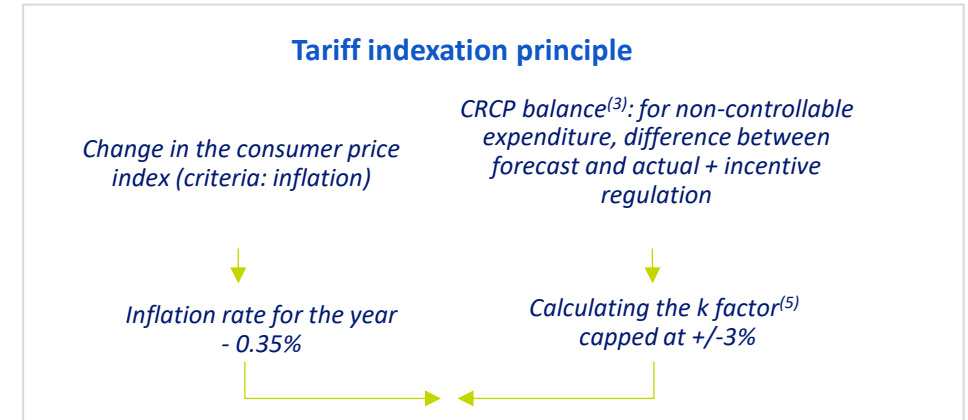 Tariff indexation principle
Change in the consumer price
index (criteria: inflation)
CRCP balance(3): for non-controllable
expenditure, difference between
forecast and actual + incentive
regulation
Inflation rate for the year
- 0.35%
Calculating the k factor(5)
capped at +/-3%